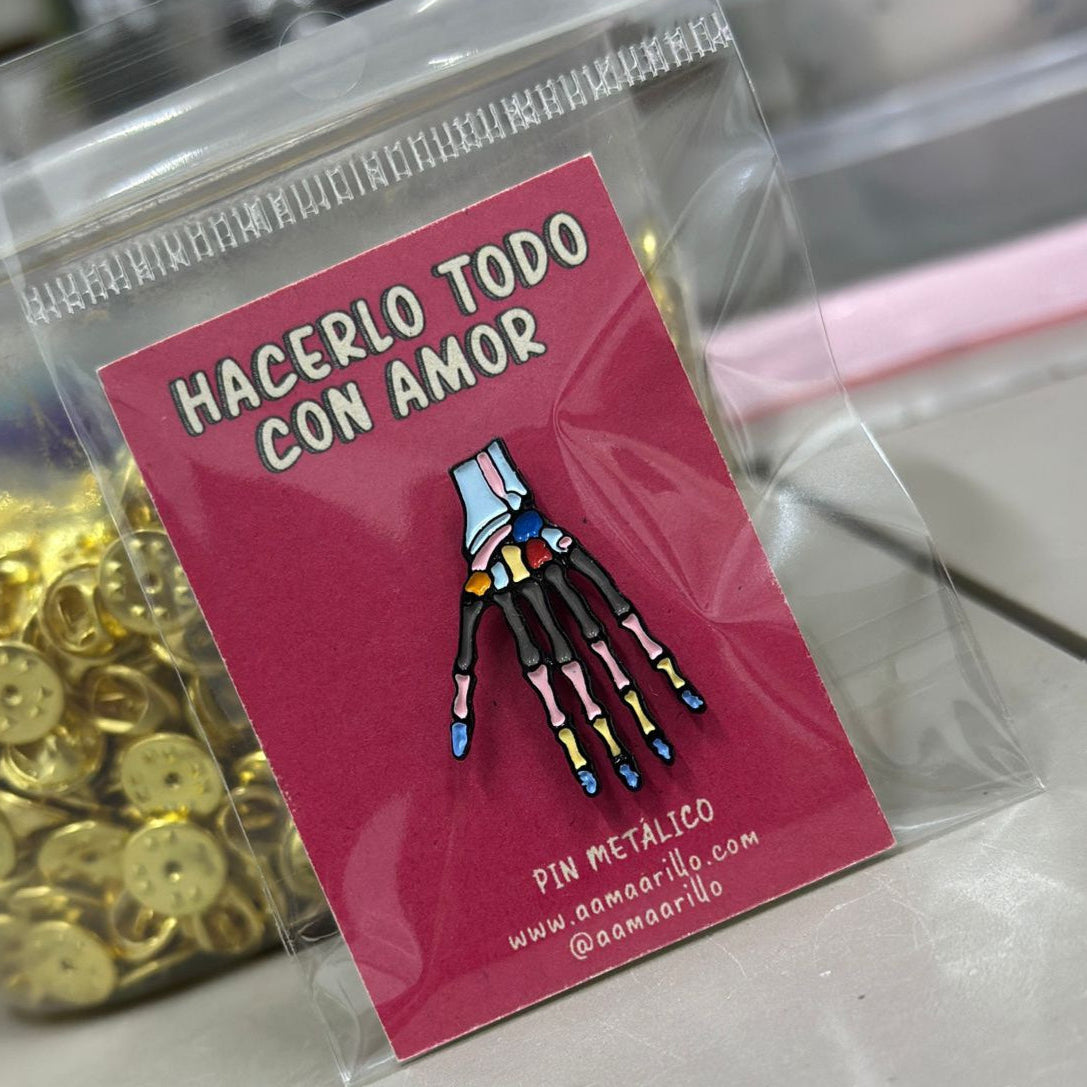 HACERLO TODO
CON AMOR
PIN METÁLICO
www.aamaarillo.com
@aamaarillo